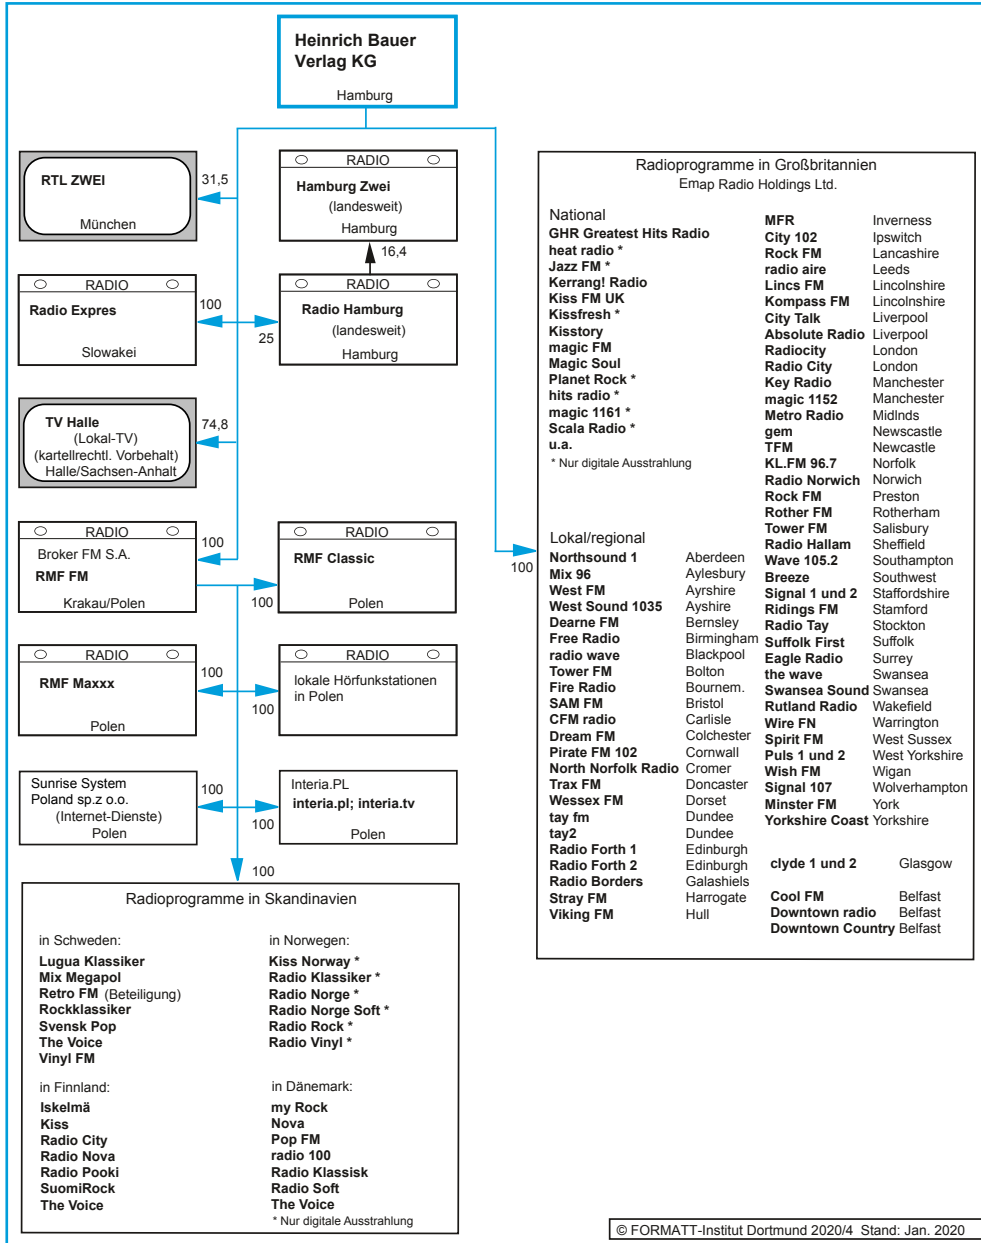 Heinrich Bauer
Verlag KG
Hamburg
RTL ZWEI
München
31,5
RADIO
Hamburg Zwei
(landesweit)
Hamburg
16,4
RADIO
Radio Expres
Slowakei
100
25
RADIO
Radio Hamburg
(landesweit)
Hamburg
TV Halle
(Lokal-TV)
(kartellrechtl. Vorbehalt)
Halle/Sachsen-Anhalt
74,8
RADIO
Broker FM S.A.
RMF FM
Krakau/Polen
100
100
RADIO
RMF Classic
Polen
RADIO
RMF Maxxx
Polen
100
100
RADIO
lokale Hörfunkstationen
in Polen
Sunrise System
Poland sp.z o.o.
(Internet-Dienste)
Polen
100
100
Interia.PL
interia.pl; interia.tv
Polen
100
Radioprogramme in Skandinavien
in Schweden:
Lugua Klassiker
Mix Megapol
Retro FM (Beteiligung)
Rockklassiker
Svensk Pop
The Voice
Vinyl FM
in Norwegen:
Kiss Norway *
Radio Klassiker *
Radio Norge *
Radio Norge Soft *
Radio Rock *
Radio Vinyl *
in Finnland:
Iskelmä
Kiss
Radio City
Radio Nova
Radio Pooki
SuomiRock
The Voice
in Dänemark:
my Rock
Nova
Pop FM
radio 100
Radio Klassisk
Radio Soft
The Voice
* Nur digitale Ausstrahlung
100
Radioprogramme in Großbritannien
Emap Radio Holdings Ltd.
National
GHR Greatest Hits Radio
heat radio *
Jazz FM *
Kerrang! Radio
Kiss FM UK
Kissfresh *
Kisstory
magic FM
Magic Soul
Planet Rock *
hits radio *
magic 1161 *
Scala Radio *
u.a.
* Nur digitale Ausstrahlung
Lokal/regional
Northsound 1 Aberdeen
Mix 96 Aylesbury
West FM Ayrshire
West Sound 1035 Ayshire
Dearne FM Bernsley
Free Radio Birmingham
radio wave Blackpool
Tower FM Bolton
Fire Radio Bournem.
SAM FM Bristol
CFM radio Carlisle
Dream FM Colchester
Pirate FM 102 Cornwall
North Norfolk Radio Cromer
Trax FM Doncaster
Wessex FM Dorset
tay fm Dundee
tay2 Dundee
Radio Forth 1 Edinburgh
Radio Forth 2 Edinburgh
Radio Borders Galashiels
Stray FM Harrogate
Viking FM Hull
MFR Inverness
City 102 Ipswitch
Rock FM Lancashire
radio aire Leeds
Lincs FM Lincolnshire
Kompass FM Lincolnshire
City Talk Liverpool
Absolute Radio Liverpool
Radiocity London
Radio City London
Key Radio Manchester
magic 1152 Manchester
Metro Radio Midlnds
gem Newscastle
TFM Newcastle
KL.FM 96.7 Norfolk
Radio Norwich Norwich
Rock FM Preston
Rother FM Rotherham
Tower FM Salisbury
Radio Hallam Sheffield
Wave 105.2 Southampton
Breeze Southwest
Signal 1 und 2 Staffordshire
Ridings FM Stamford
Radio Tay Stockton
Suffolk First Suffolk
Eagle Radio Surrey
the wave Swansea
Swansea Sound Swansea
Rutland Radio Wakefield
Wire FN Warrington
Spirit FM West Sussex
Puls 1 und 2 West Yorkshire
Wish FM Wigan
Signal 107 Wolverhampton
Minster FM York
Yorkshire Coast Yorkshire
clyde 1 und 2 Glasgow
Cool FM Belfast
Downtown radio Belfast
Downtown Country Belfast
© FORMATT-Institut Dortmund 2020/4 Stand: Jan. 2020